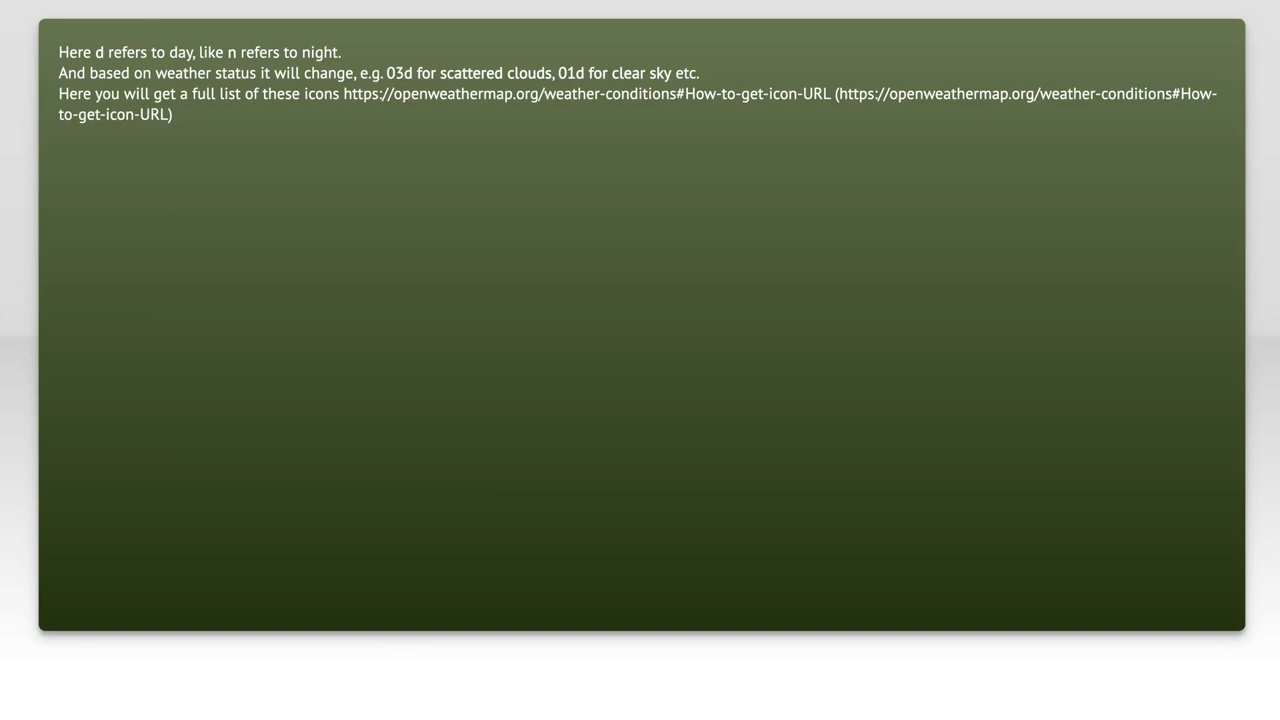 Here d refers to day, like n refers to night.
And based on weather status it will change, e.g. 03d for scattered clouds, 01d for clear sky etc.
Here you will get a full list of these icons https://openweathermap.org/weather-conditions#How-to-get-icon-URL (https://openweathermap.org/weather-conditions#How-
to-get-icon-URL)